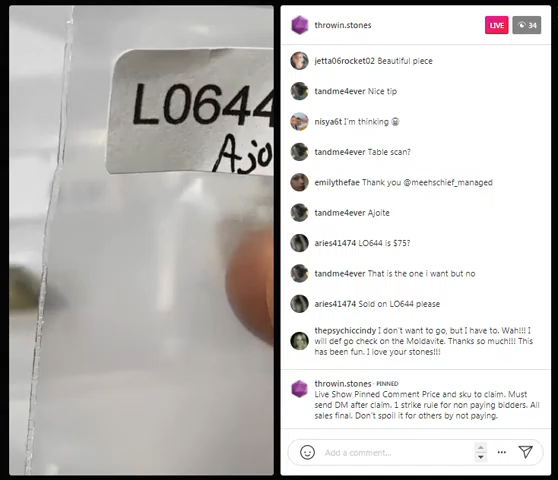 L0644
Ajo
throwin.stones
LIVE
34
jetta06rocket02 Beautiful piece
tandme4ever Nice tip
nisya6t I'm thinking 😀
tandme4ever Table scan?
emilythefae Thank you @meehschief_managed
tandme4ever Ajoite
aries41474 LO644 is $75?
tandme4ever That is the one i want but no
aries41474 Sold on LO644 please
thepsychiccindy I don't want to go, but I have to. Wah!!! I
will def go check on the Moldavite. Thanks so much!!! This
has been fun. I love your stones!!!
throwin.stones · PINNED
Live Show Pinned Comment Price and sku to claim. Must
send DM after claim. 1 strike rule for non paying bidders. All
sales final. Don't spoil it for others by not paying.
Add a comment...